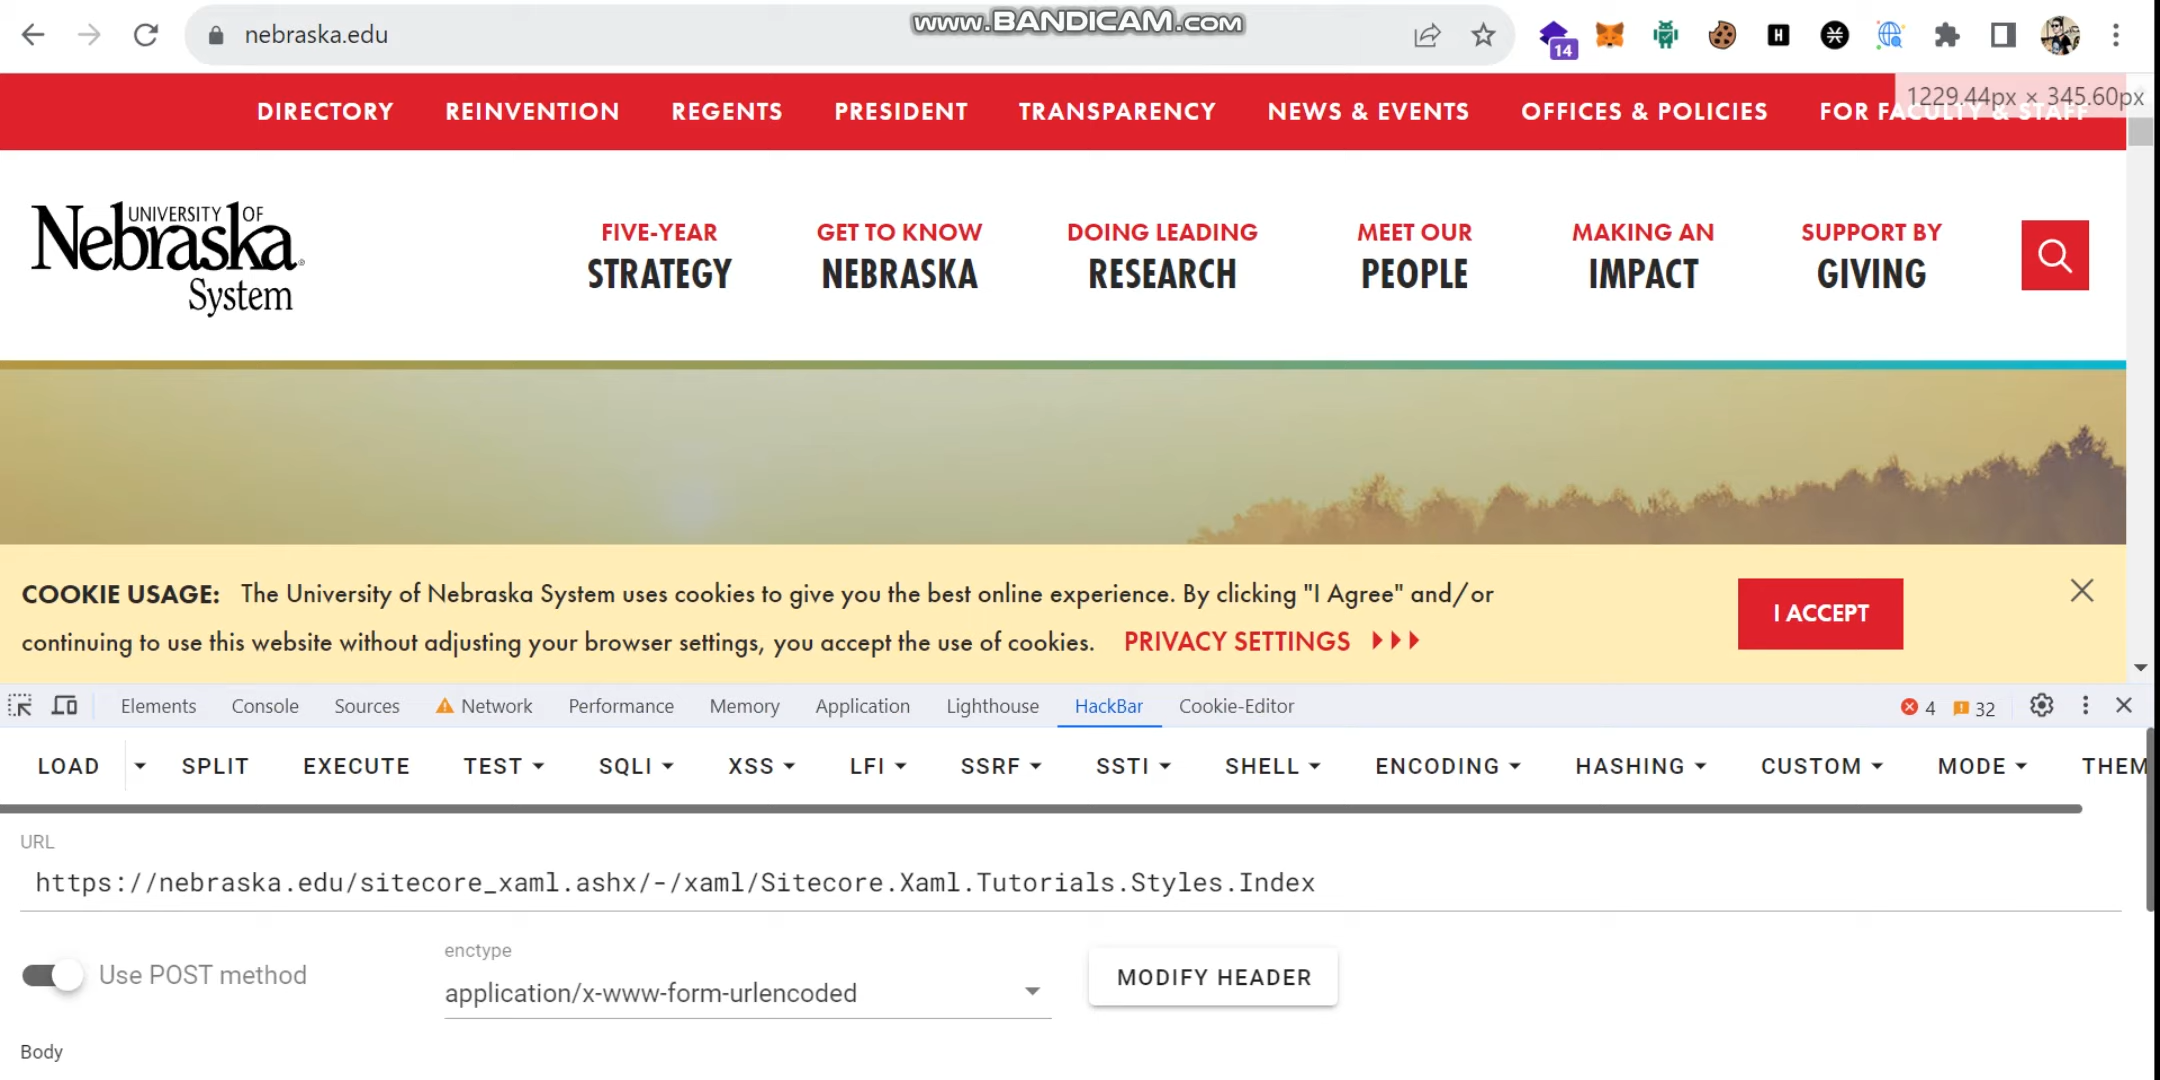 nebraska.edu
www.BANDICAM.com
14
H
DIRECTORY REINVENTION REGENTS PRESIDENT TRANSPARENCY NEWS & EVENTS OFFICES & POLICIES FOR FACULTY & STAFF
1229.44px × 345.60px
UNIVERSITY OF
Nebraska
System
FIVE-YEAR
STRATEGY
GET TO KNOW
NEBRASKA
DOING LEADING
RESEARCH
MEET OUR
PEOPLE
MAKING AN
IMPACT
SUPPORT BY
GIVING
COOKIE USAGE: The University of Nebraska System uses cookies to give you the best online experience. By clicking "I Agree" and/or
continuing to use this website without adjusting your browser settings, you accept the use of cookies. PRIVACY SETTINGS
I ACCEPT
Elements Console Sources Network Performance Memory Application Lighthouse HackBar Cookie-Editor 4 32
LOAD SPLIT EXECUTE TEST SQLI XSS LFI SSRF SSTI SHELL ENCODING HASHING CUSTOM MODE THEM
URL
https://nebraska.edu/sitecore_xaml.ashx/-/xaml/Sitecore.Xaml.Tutorials.Styles.Index
Use POST method
enctype
application/x-www-form-urlencoded
MODIFY HEADER
Body